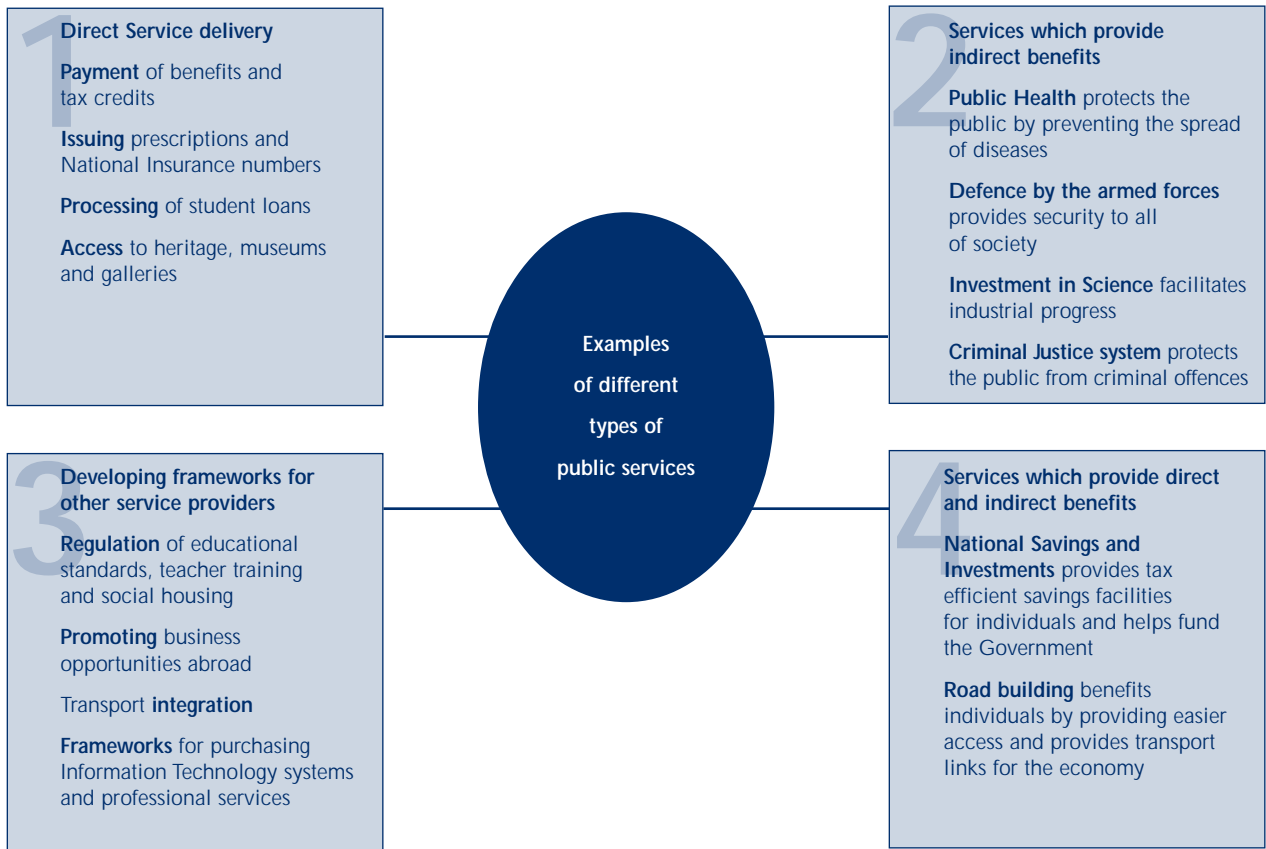 1
Direct Service delivery
Payment of benefits and
tax credits
Issuing prescriptions and
National Insurance numbers
Processing of student loans
Access to heritage, museums
and galleries
2
Services which provide
indirect benefits
Public Health protects the
public by preventing the spread
of diseases
Defence by the armed forces
provides security to all
of society
Investment in Science facilitates
industrial progress
Criminal Justice system protects
the public from criminal offences
Examples
of different
types of
public services
3
Developing frameworks for
other service providers
Regulation of educational
standards, teacher training
and social housing
Promoting business
opportunities abroad
Transport integration
Frameworks for purchasing
Information Technology systems
and professional services
4
Services which provide direct
and indirect benefits
National Savings and
Investments provides tax
efficient savings facilities
for individuals and helps fund
the Government
Road building benefits
individuals by providing easier
access and provides transport
links for the economy